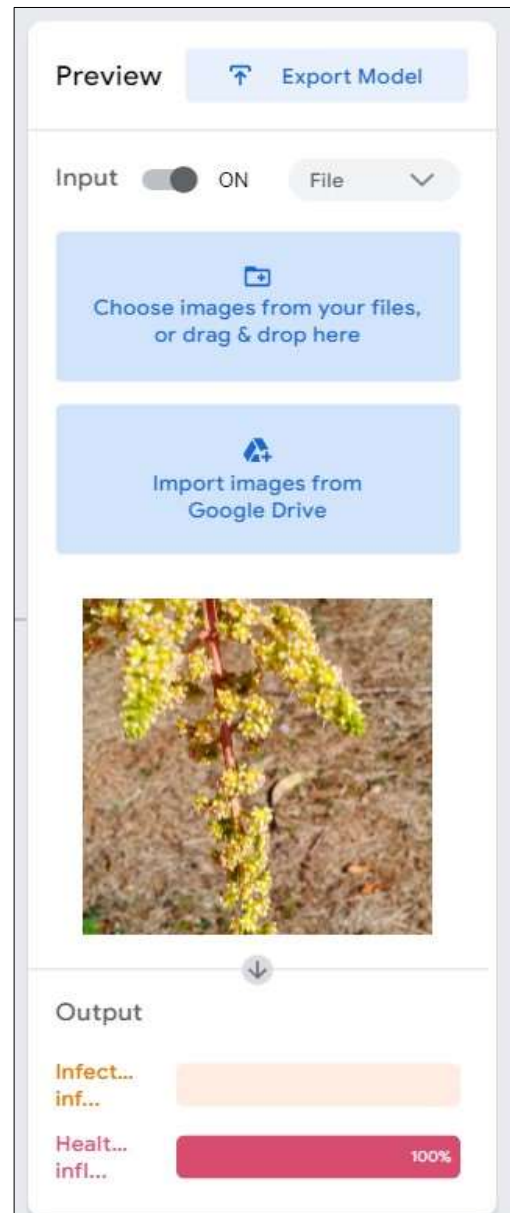 Preview
Export Model
Input ON File
Choose images from your files,
or drag & drop here
Import images from
Google Drive
Output
Infect...
inf...
Healt...
infl...
100%